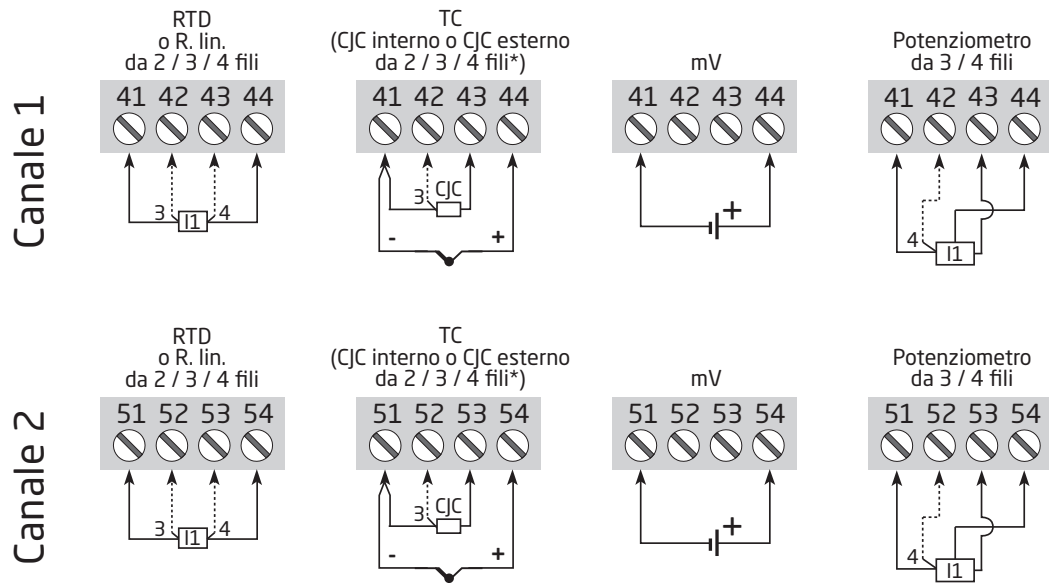 Canale 1
RTD
o R. lin.
da 2 / 3 / 4 fili
41 42 43 44
3 I1 4
TC
(CJC interno o CJC esterno
da 2 / 3 / 4 fili*)
41 42 43 44
3 CJC
- +
mV
41 42 43 44
+
Potenziometro
da 3 / 4 fili
41 42 43 44
4 I1
Canale 2
RTD
o R. lin.
da 2 / 3 / 4 fili
51 52 53 54
3 I1 4
TC
(CJC interno o CJC esterno
da 2 / 3 / 4 fili*)
51 52 53 54
3 CJC
- +
mV
51 52 53 54
+
Potenziometro
da 3 / 4 fili
51 52 53 54
4 I1